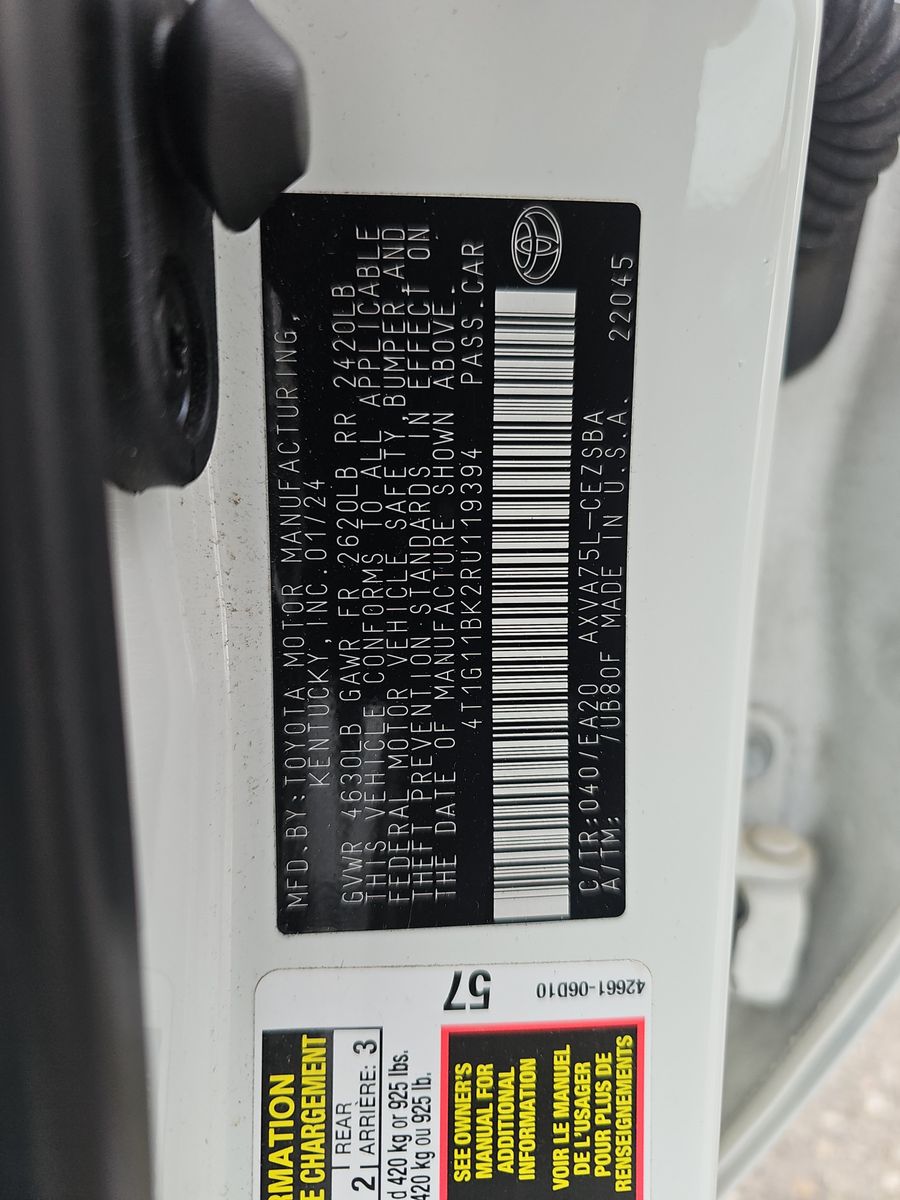 MFD.BY:TOYOTA MOTOR MANUFACTURING,
KENTUCKY,INC.01/24
GVWR 4630LB GAWR FR 2620LB RR 2420LB
THIS VEHICLE CONFORMS TO ALL APPLICABLE
FEDERAL MOTOR VEHICLE SAFETY,BUMPER,AND
THEFT PREVENTION STANDARDS IN EFFECT ON
THE DATE OF MANUFACTURE SHOWN ABOVE.
4T1G11BK2RU119394 PASS.CAR
C/TR:040/EA20 AXVA75L-CEZSBA
A/TM: /UB80F MADE IN U.S.A. 22045
57
42661-06D10
RMATION
E CHARGEMENT
2 REAR
ARRIÈRE: 3
d 420 kg or 925 lbs.
420 kg ou 925 lb.
SEE OWNER'S
MANUAL FOR
ADDITIONAL
INFORMATION
VOIR LE MANUEL
DE L'USAGER
POUR PLUS DE
RENSEIGNEMENTS